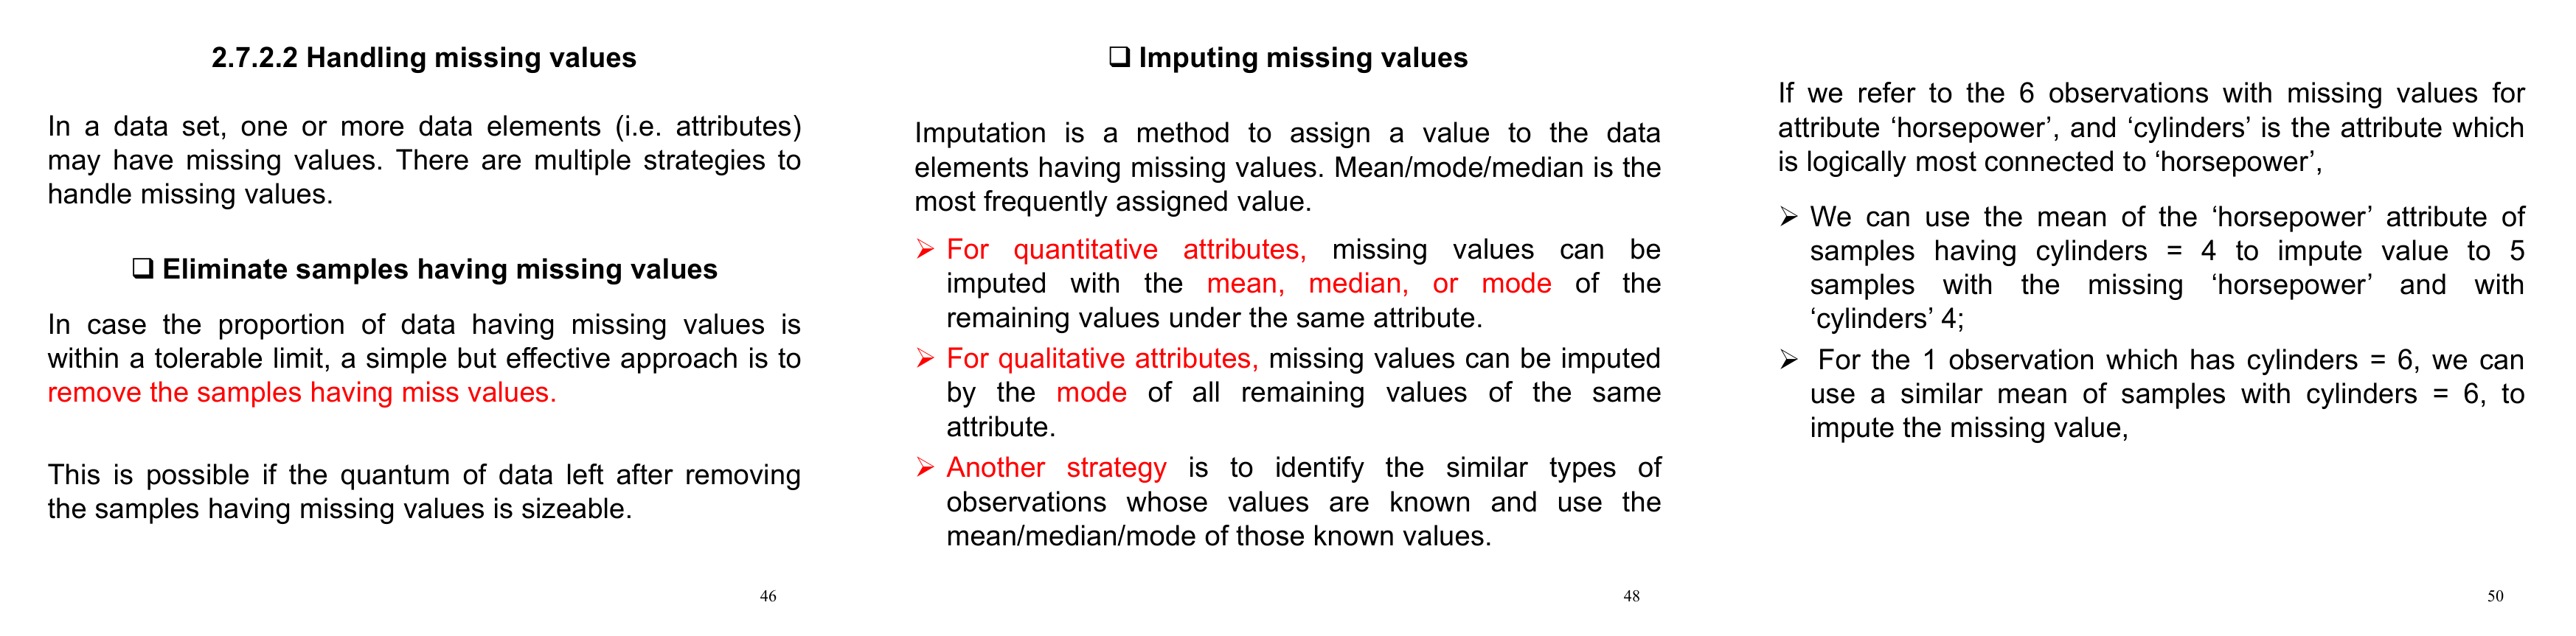 2.7.2.2 Handling missing values
In a data set, one or more data elements (i.e. attributes)
may have missing values. There are multiple strategies to
handle missing values.
❑ Eliminate samples having missing values
In case the proportion of data having missing values is
within a tolerable limit, a simple but effective approach is to
remove the samples having miss values.
This is possible if the quantum of data left after removing
the samples having missing values is sizeable.
46
❑ Imputing missing values
Imputation is a method to assign a value to the data
elements having missing values. Mean/mode/median is the
most frequently assigned value.
➢ For quantitative attributes, missing values can be
imputed with the mean, median, or mode of the
remaining values under the same attribute.
➢ For qualitative attributes, missing values can be imputed
by the mode of all remaining values of the same
attribute.
➢ Another strategy is to identify the similar types of
observations whose values are known and use the
mean/median/mode of those known values.
48
If we refer to the 6 observations with missing values for
attribute ‘horsepower’, and ‘cylinders’ is the attribute which
is logically most connected to ‘horsepower’,
➢ We can use the mean of the ‘horsepower’ attribute of
samples having cylinders = 4 to impute value to 5
samples with the missing ‘horsepower’ and with
‘cylinders’ 4;
➢ For the 1 observation which has cylinders = 6, we can
use a similar mean of samples with cylinders = 6, to
impute the missing value,
50